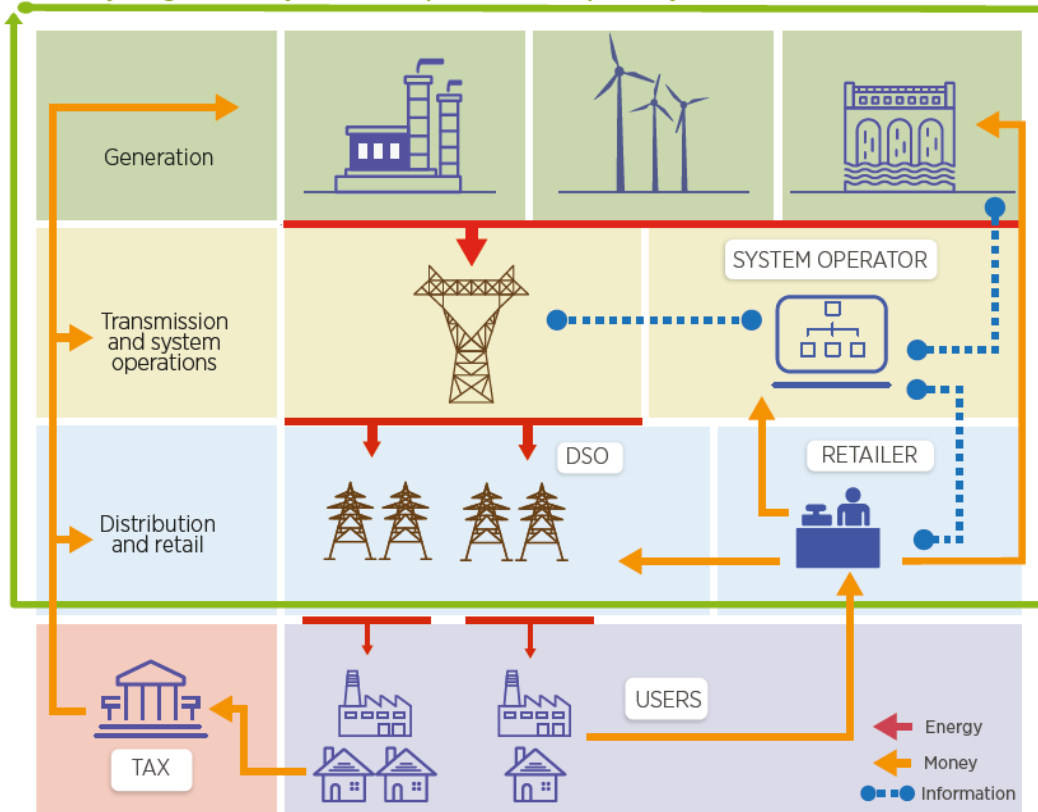 Generation
SYSTEM OPERATOR
Transmission
and system
operations
DSO
RETAILER
Distribution
and retail
USERS
TAX
Energy
Money
Information